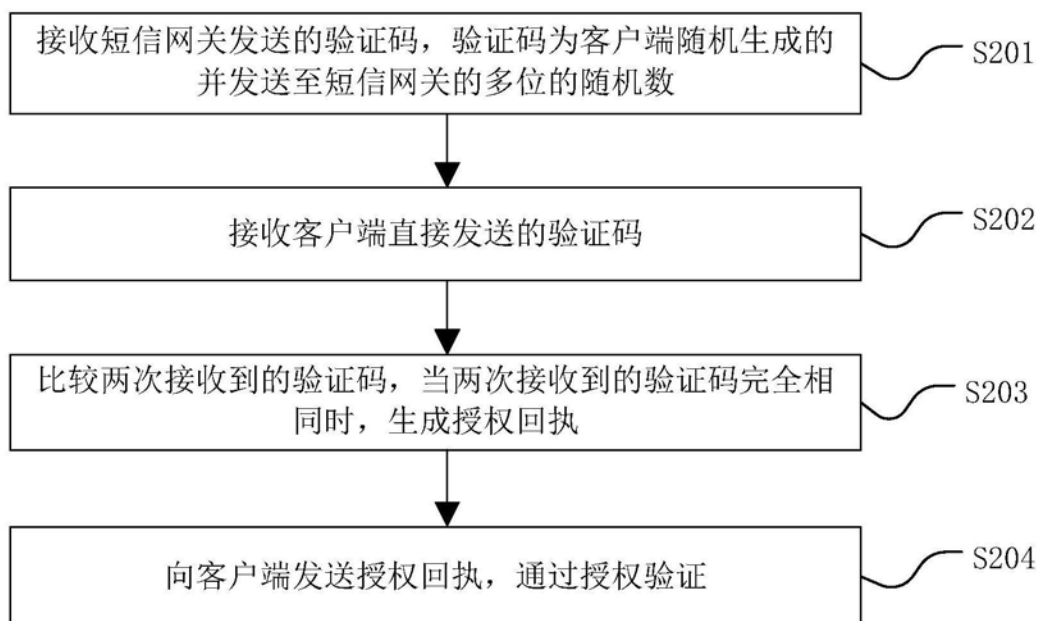 接收短信网关发送的验证码，验证码为客户端随机生成的
并发送至短信网关的多位的随机数
S201
接收客户端直接发送的验证码
S202
比较两次接收到的验证码，当两次接收到的验证码完全相
同时，生成授权回执
S203
向客户端发送授权回执，通过授权验证
S204